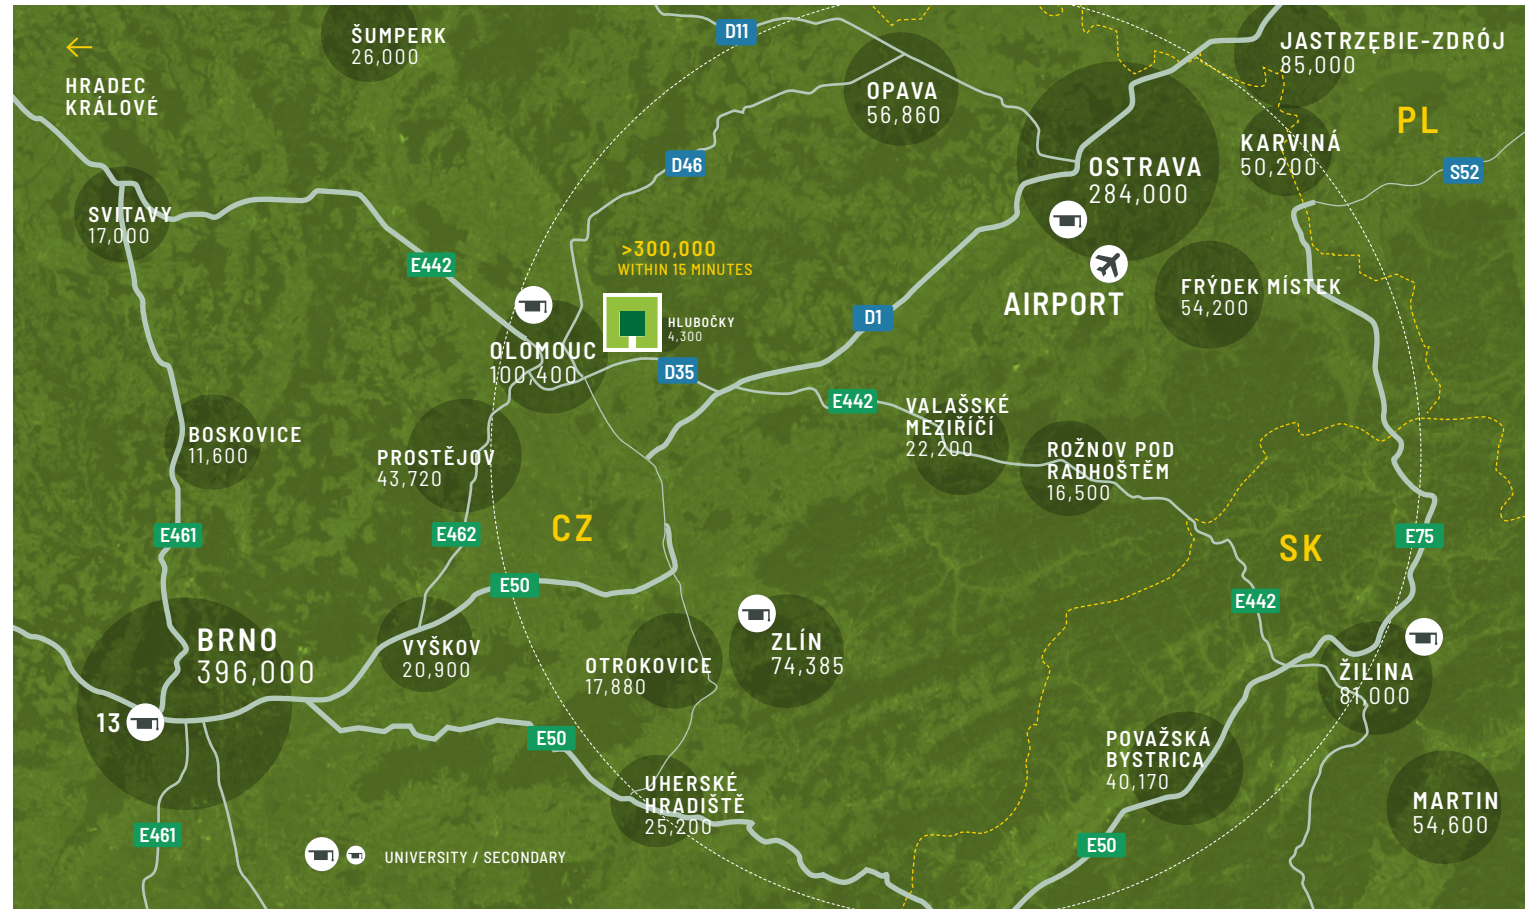 D11
ŠUMPERK
26,000
JASTRZĘBIE-ZDRÓJ
85,000
HRADEC
KRÁLOVÉ
OPAVA
56,860
PL
KARVINÁ
50,200
D46
OSTRAVA
284,000
S52
SVITAVY
17,000
>300,000
WITHIN 15 MINUTES
E442
FRÝDEK MÍSTEK
54,200
AIRPORT
HLUBOČKY
4,300
D1
OLOMOUC
100,400
D35
E442
VALAŠSKÉ
MEZIŘÍČÍ
22,200
BOSKOVICE
11,600
PROSTĚJOV
43,720
ROŽNOV POD
RADHOŠTĚM
16,500
E461
E462
CZ
SK
E75
E50
E442
BRNO
396,000
VYŠKOV
20,900
OTROKOVICE
17,880
ZLÍN
74,385
ŽILINA
81,000
13
E50
POVAŽSKÁ
BYSTRICA
40,170
UHERSKÉ
HRADIŠTĚ
25,200
MARTIN
54,600
E461
E50
UNIVERSITY / SECONDARY